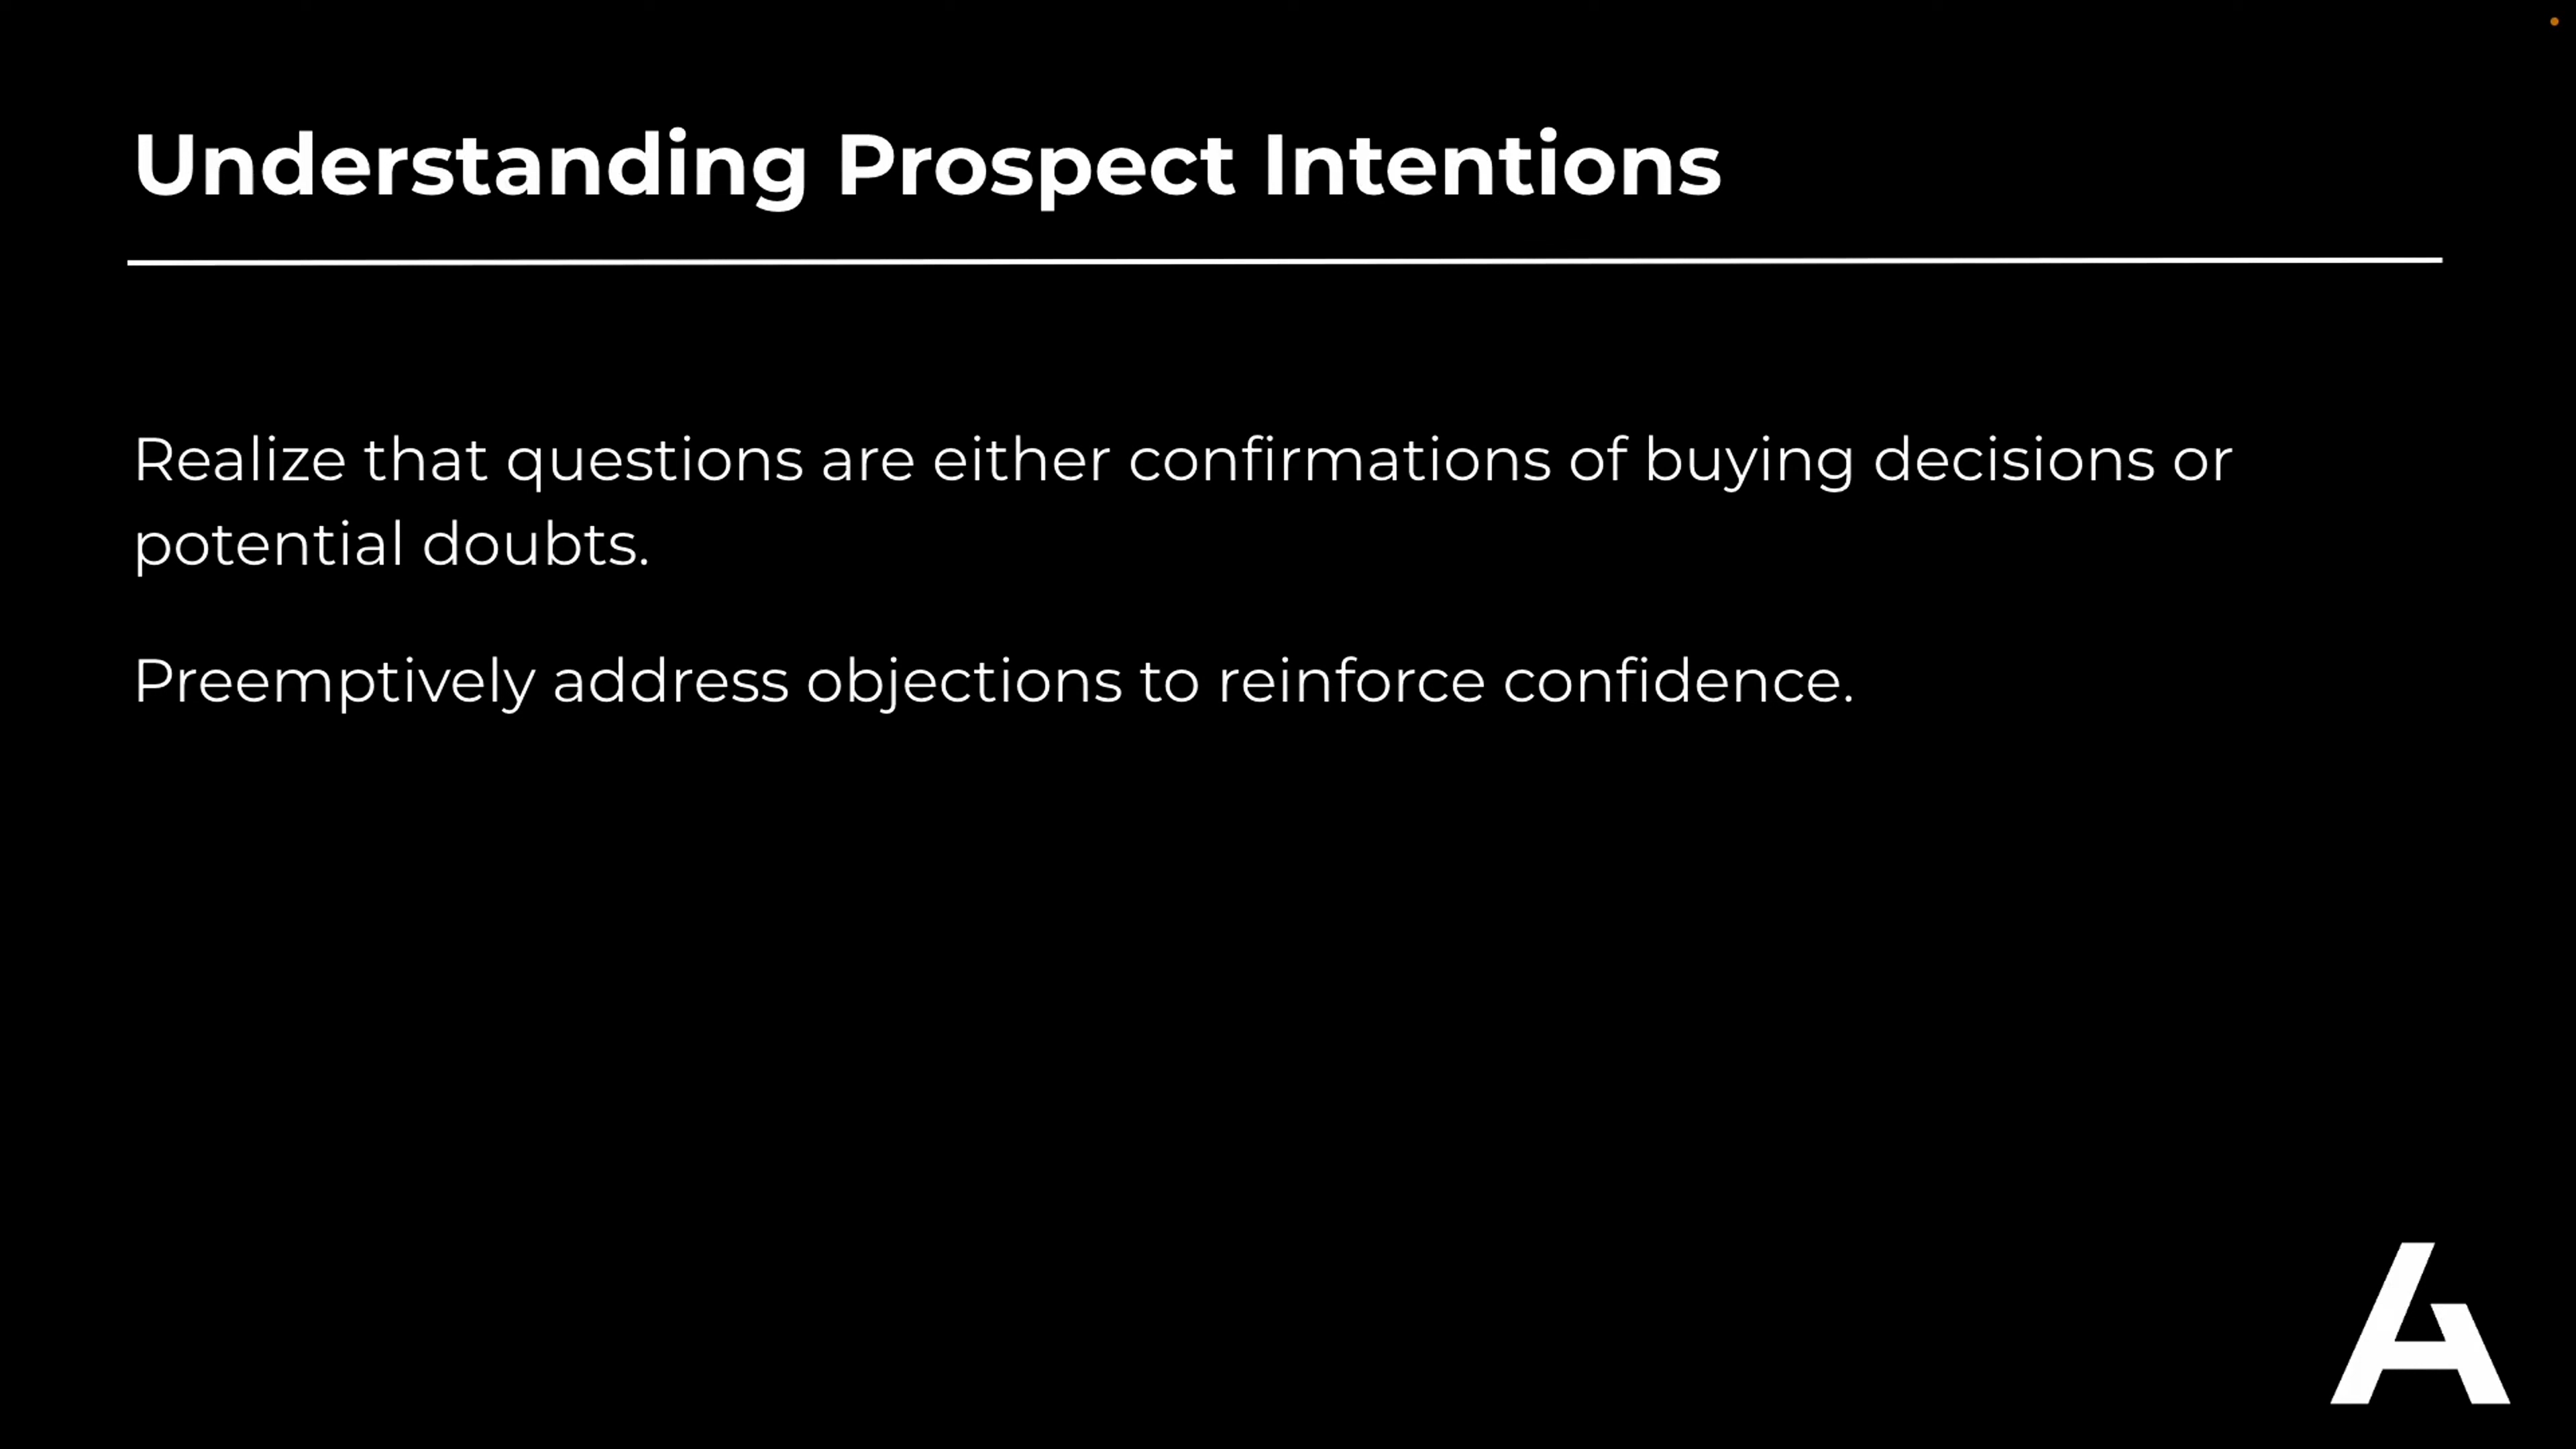 Understanding Prospect Intentions
Realize that questions are either confirmations of buying decisions or
potential doubts.
Preemptively address objections to reinforce confidence.